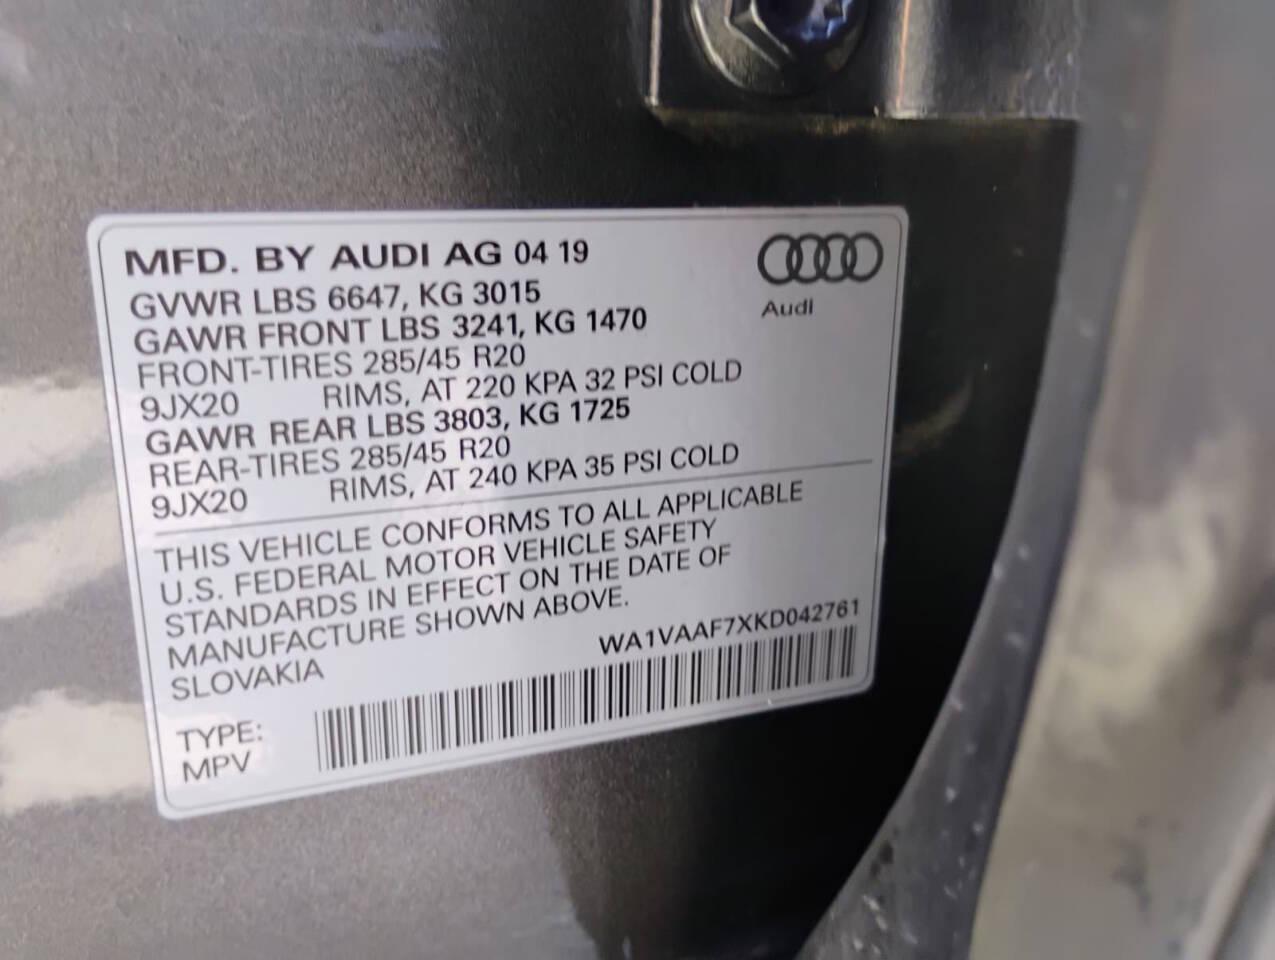 MFD. BY AUDI AG 04 19
Audi
GVWR LBS 6647, KG 3015
GAWR FRONT LBS 3241, KG 1470
FRONT-TIRES 285/45 R20
9JX20 RIMS, AT 220 KPA 32 PSI COLD
GAWR REAR LBS 3803, KG 1725
REAR-TIRES 285/45 R20
9JX20 RIMS, AT 240 KPA 35 PSI COLD
THIS VEHICLE CONFORMS TO ALL APPLICABLE
U.S. FEDERAL MOTOR VEHICLE SAFETY
STANDARDS IN EFFECT ON THE DATE OF
MANUFACTURE SHOWN ABOVE.
SLOVAKIA
WA1VAAF7XKD042761
TYPE:
MPV